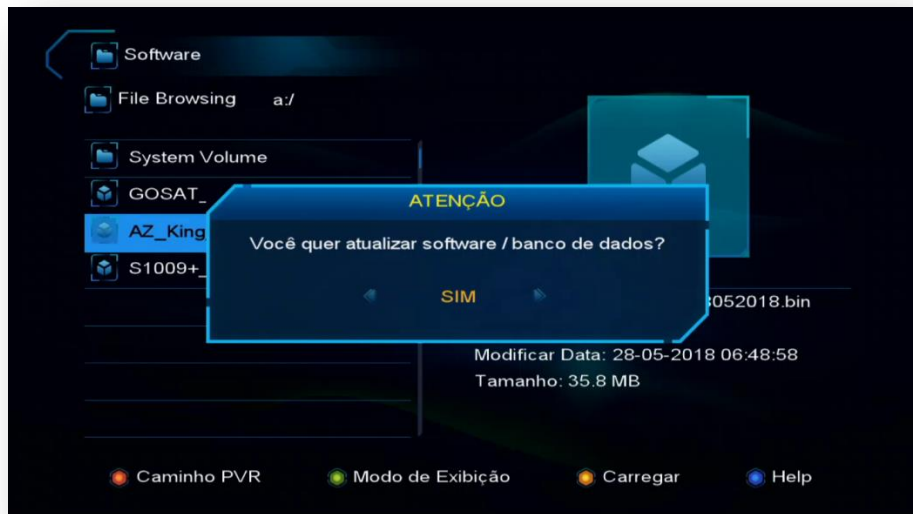 Software
File Browsing a:/
System Volume
GOSAT_
AZ_King
S1009+_
ATENÇÃO
Você quer atualizar software / banco de dados?
SIM
052018.bin
Modificar Data: 28-05-2018 06:48:58
Tamanho: 35.8 MB
Caminho PVR Modo de Exibição Carregar Help